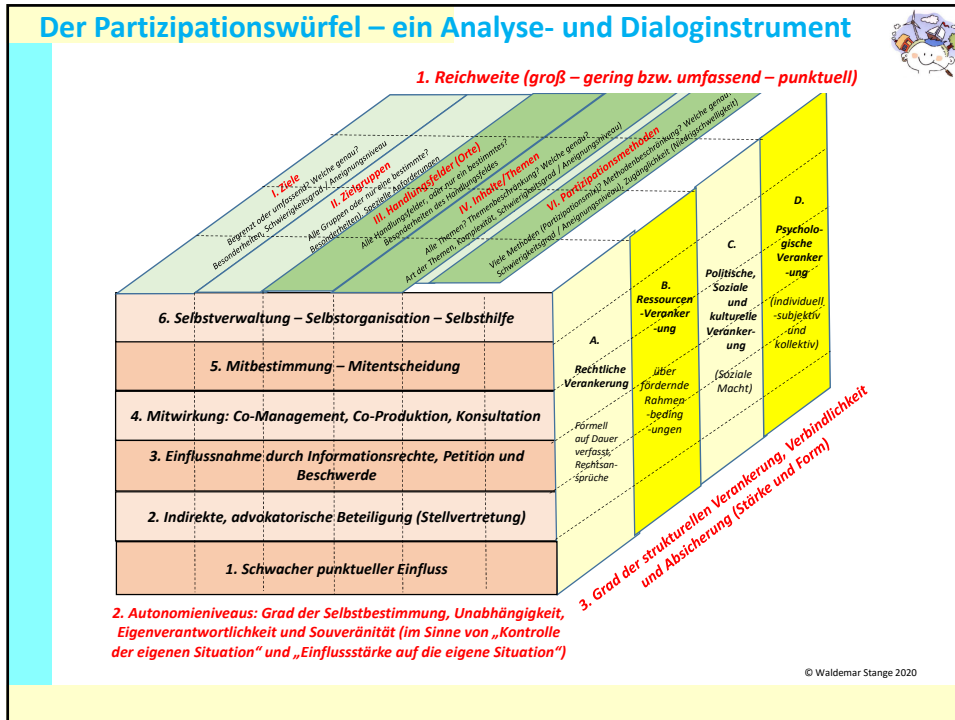 Der Partizipationswürfel – ein Analyse- und Dialoginstrument
1. Reichweite (groß – gering bzw. umfassend – punktuell)
I. Ziele
Begrenzt oder umfassend? Welche genau?
Besonderheiten, Schwierigkeitsgrad / Aneignungsniveau
II. Zielgruppen
Alle Gruppen oder nur eine bestimmte?
Besonderheiten), Spezielle Anforderungen
III. Handlungsfelder (Orte)
Alle Handlungsfelder, oder nur ein bestimmtes?
Besonderheiten des Handlungsfeldes
IV. Inhalte/Themen
Alle Themen? Themenbeschränkung? Welche genau?
Art der Themen, Komplexität, Schwierigkeitsgrad / Aneignungsniveau)
VI. Partizipationsmethoden
Viele Methoden (Partizipationsmix)? Methodenbeschränkung? Welche genau?
Schwierigkeitsgrad / Aneignungsniveau), Zugänglichkeit (Niedrigschwelligkeit)
6. Selbstverwaltung – Selbstorganisation – Selbsthilfe
5. Mitbestimmung – Mitentscheidung
4. Mitwirkung: Co-Management, Co-Produktion, Konsultation
3. Einflussnahme durch Informationsrechte, Petition und
Beschwerde
2. Indirekte, advokatorische Beteiligung (Stellvertretung)
1. Schwacher punktueller Einfluss
A.
Rechtliche
Verankerung
Formell
auf Dauer
verfasst,
Rechtsan-
sprüche
B.
Ressourcen
-Veranker
-ung
über
fördernde
Rahmen
-beding
-ungen
C.
Politische,
Soziale
und
kulturelle
Veranker-
ung
(Soziale
Macht)
D.
Psycholo-
gische
Veranker
-ung
(individuell
-subjektiv
-und
kollektiv)
3. Grad der strukturellen Verankerung, Verbindlichkeit
und Absicherung (Stärke und Form)
2. Autonomieniveaus: Grad der Selbstbestimmung, Unabhängigkeit,
Eigenverantwortlichkeit und Souveränität (im Sinne von „Kontrolle
der eigenen Situation“ und „Einflussstärke auf die eigene Situation“)
© Waldemar Stange 2020